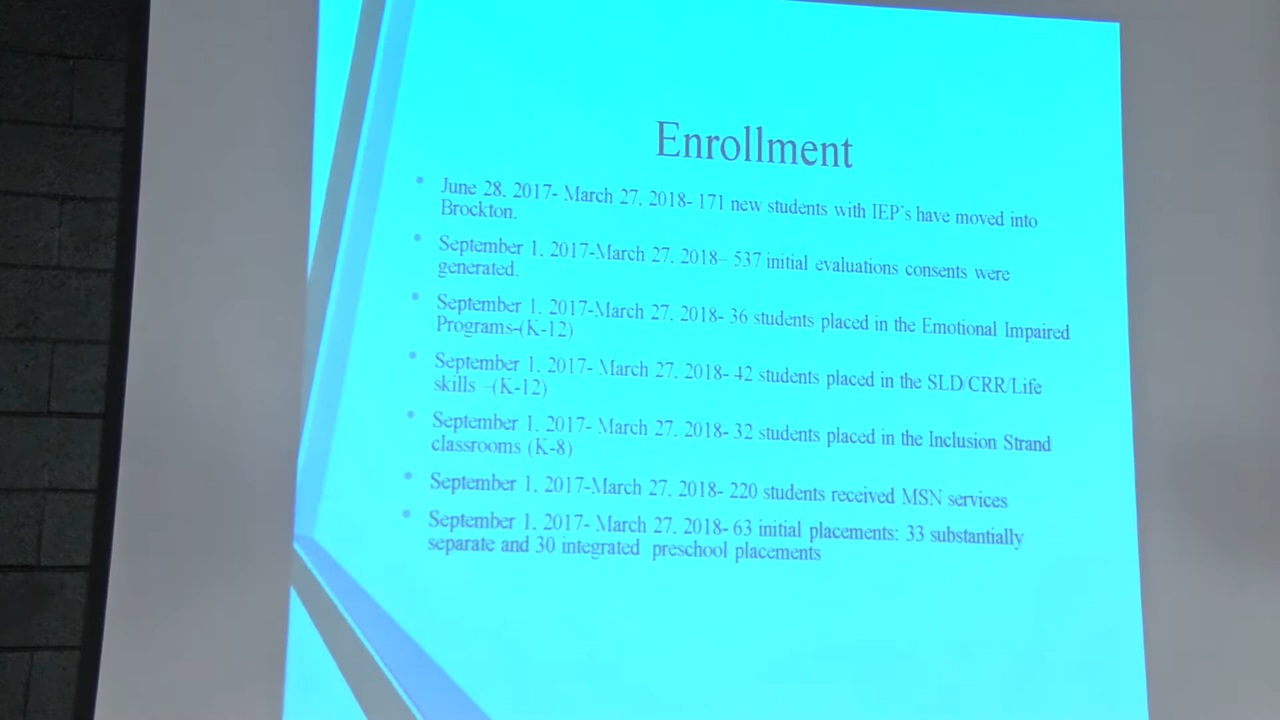 Enrollment
• June 28, 2017- March 27, 2018- 171 new students with IEP's have moved into
Brockton.
• September 1, 2017-March 27, 2018– 537 initial evaluations consents were
generated.
• September 1, 2017-March 27, 2018- 36 students placed in the Emotional Impaired
Programs-(K-12)
• September 1, 2017- March 27, 2018- 42 students placed in the SLD/CRR/Life
skills –(K-12)
• September 1, 2017- March 27, 2018- 32 students placed in the Inclusion Strand
classrooms (K-8)
• September 1, 2017-March 27, 2018- 220 students received MSN services
• September 1, 2017- March 27, 2018- 63 initial placements: 33 substantially
separate and 30 integrated preschool placements